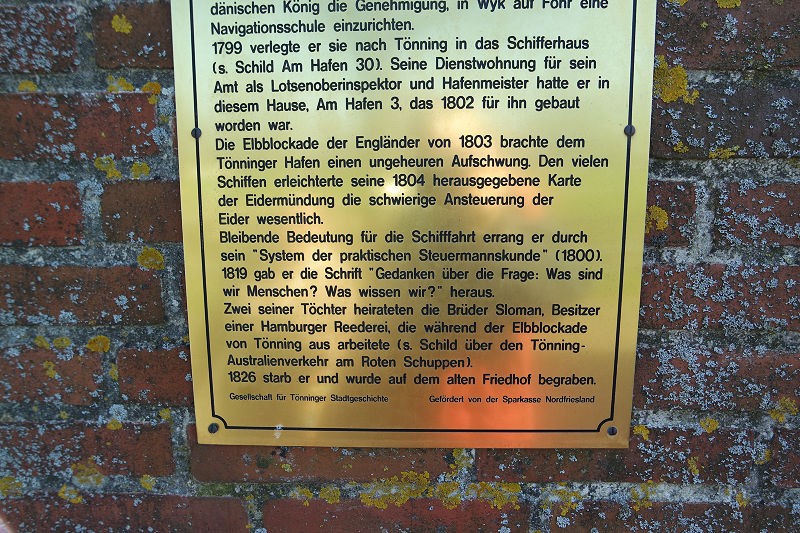 dänischen König die Genehmigung, in Wyk auf Föhr eine
Navigationsschule einzurichten.
1799 verlegte er sie nach Tönning in das Schifferhaus
(s. Schild Am Hafen 30). Seine Dienstwohnung für sein
Amt als Lotsenoberinspektor und Hafenmeister hatte er in
diesem Hause, Am Hafen 3, das 1802 für ihn gebaut
worden war.
Die Elbblockade der Engländer von 1803 brachte dem
Tönninger Hafen einen ungeheuren Aufschwung. Den vielen
Schiffen erleichterte seine 1804 herausgegebene Karte
der Eidermündung die schwierige Ansteuerung der
Eider wesentlich.
Bleibende Bedeutung für die Schifffahrt errang er durch
sein "System der praktischen Steuermannskunde" (1800).
1819 gab er die Schrift "Gedanken über die Frage: Was sind
wir Menschen? Was wissen wir?" heraus.
Zwei seiner Töchter heirateten die Brüder Sloman, Besitzer
einer Hamburger Reederei, die während der Elbblockade
von Tönning aus arbeitete (s. Schild über den Tönning-
Australienverkehr am Roten Schuppen).
1826 starb er und wurde auf dem alten Friedhof begraben.
Gesellschaft für Tönninger Stadtgeschichte Gefördert von der Sparkasse Nordfriesland